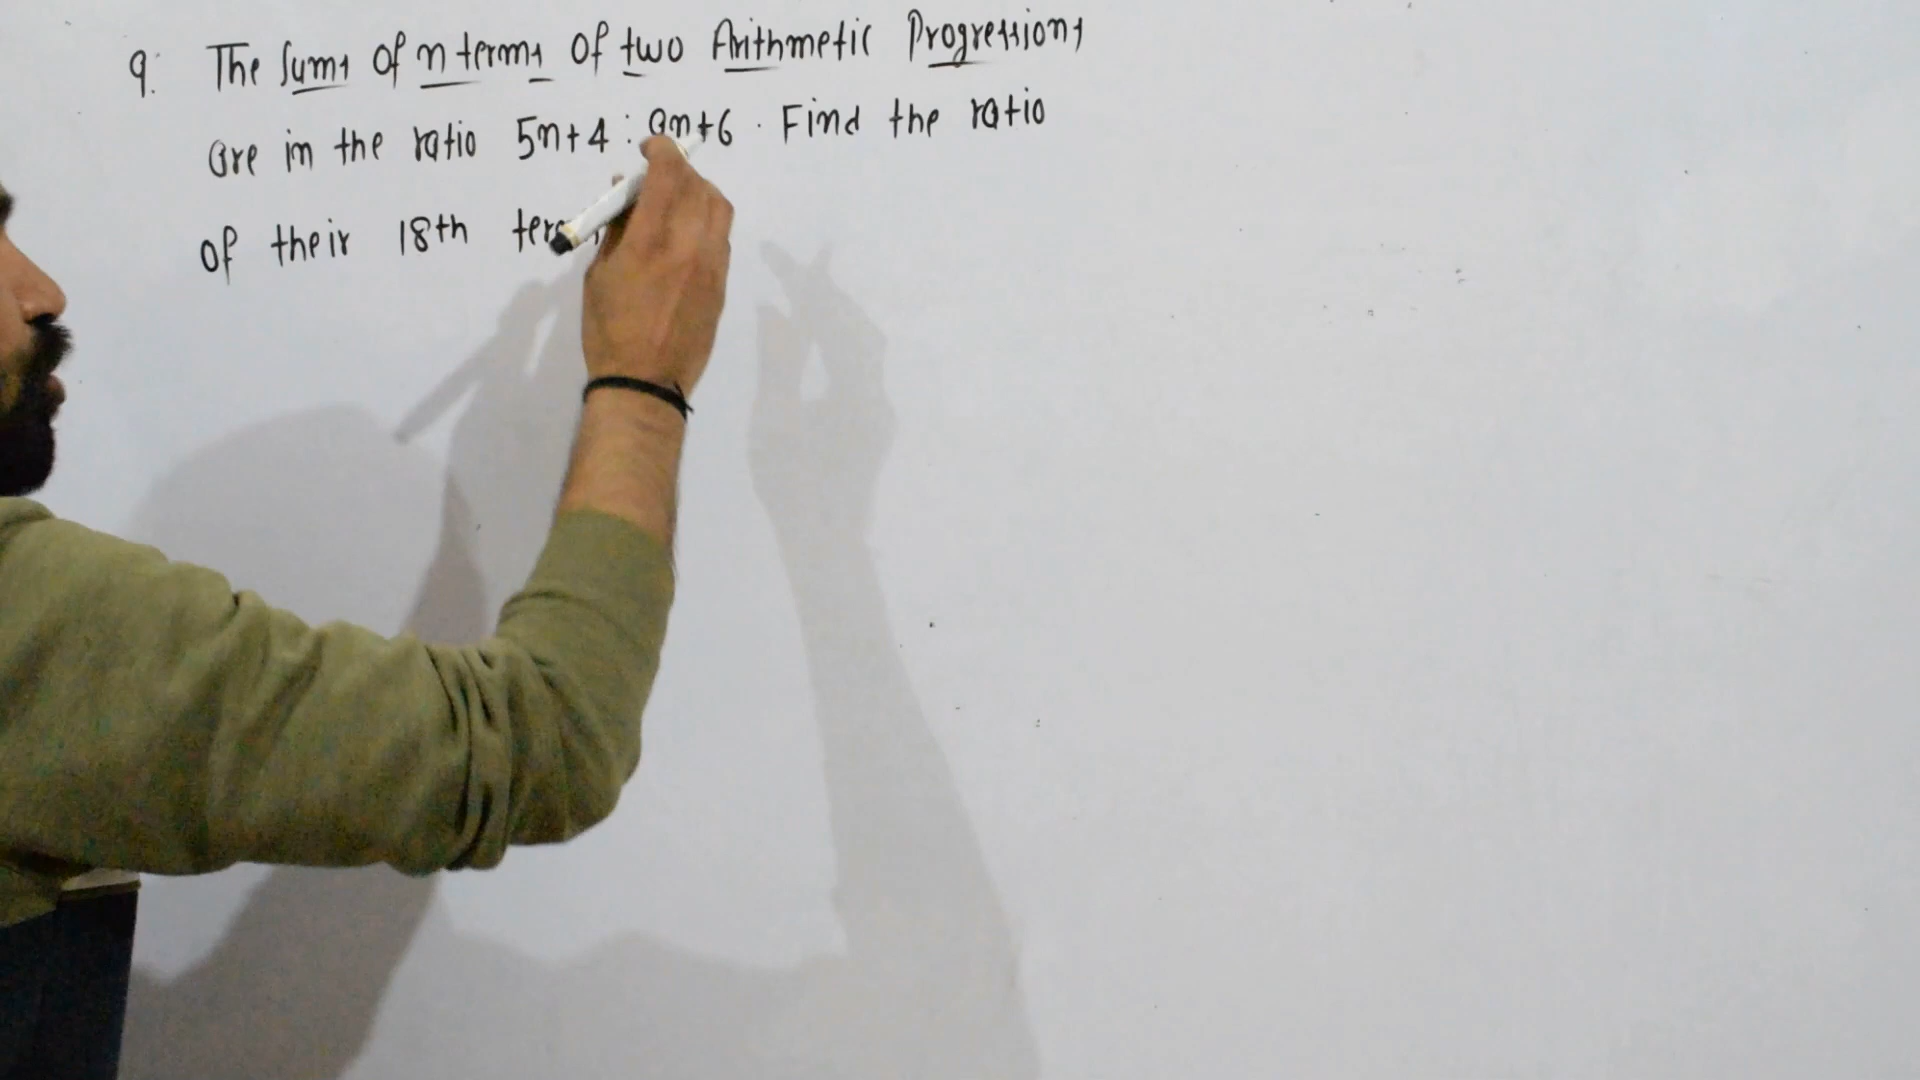 9. The Sums of n terms of two Arithmetic Progressions
are in the ratio 5n+4 : 9n+6 . Find the ratio
of their 18th